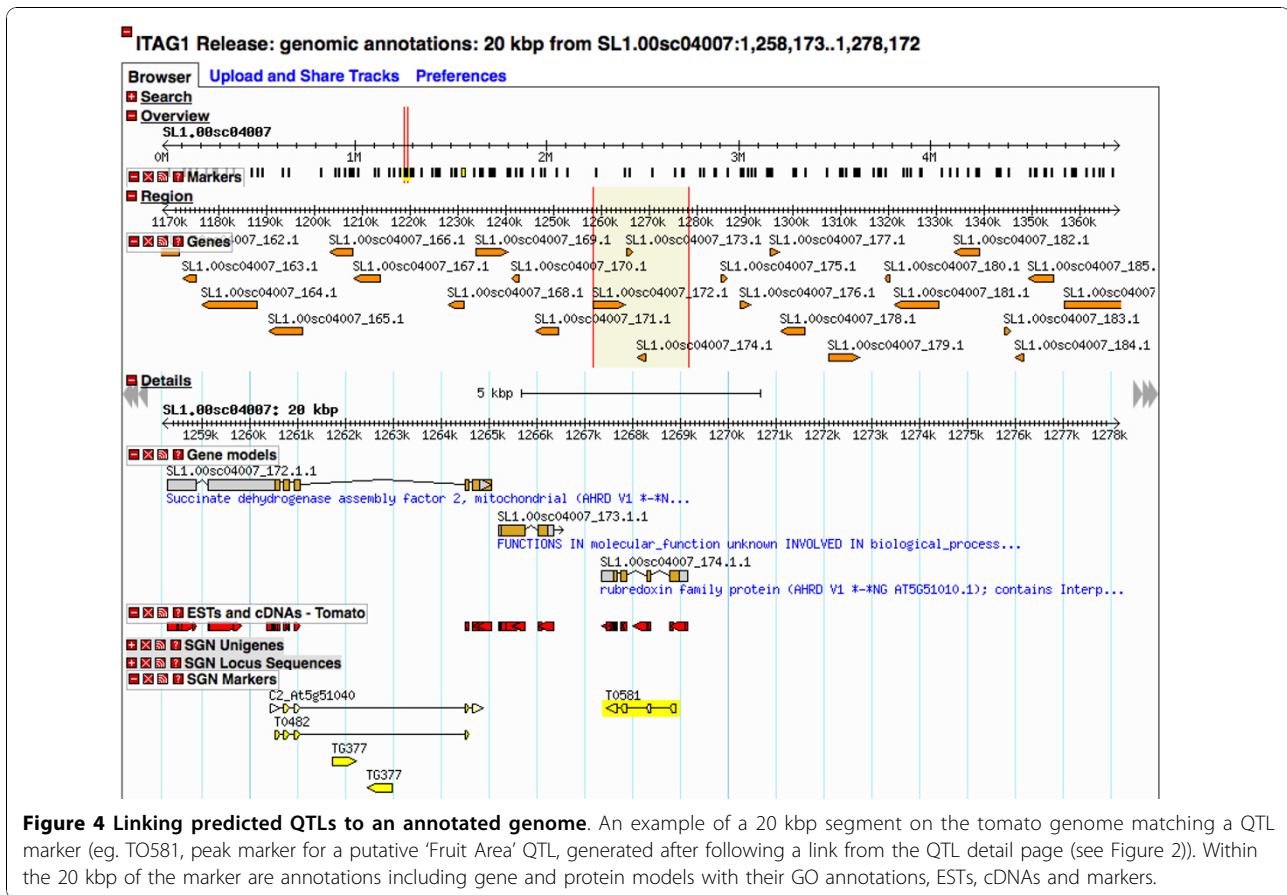 ITAG1 Release: genomic annotations: 20 kbp from SL1.00sc04007:1,258,173..1,278,172
Browser Upload and Share Tracks Preferences
Search
Overview
SL1.00sc04007
0M 1M 2M 3M 4M
Markers
Region
1170k 1180k 1190k 1200k 1210k 1220k 1230k 1240k 1250k 1260k 1270k 1280k 1290k 1300k 1310k 1320k 1330k 1340k 1350k 1360k
Genes 04007_162.1 SL1.00sc04007_166.1 SL1.00sc04007_169.1 SL1.00sc04007_173.1 SL1.00sc04007_177.1 SL1.00sc04007_182.1
SL1.00sc04007_163.1 SL1.00sc04007_167.1 SL1.00sc04007_170.1 SL1.00sc04007_175.1 SL1.00sc04007_180.1 SL1.00sc04007_185.
SL1.00sc04007_164.1 SL1.00sc04007_168.1 SL1.00sc04007_172.1 SL1.00sc04007_176.1 SL1.00sc04007_181.1 SL1.00sc04007
SL1.00sc04007_165.1 SL1.00sc04007_171.1 SL1.00sc04007_178.1 SL1.00sc04007_183.1
SL1.00sc04007_174.1 SL1.00sc04007_179.1 SL1.00sc04007_184.1
Details
5 kbp
SL1.00sc04007: 20 kbp
1259k 1260k 1261k 1262k 1263k 1264k 1265k 1266k 1267k 1268k 1269k 1270k 1271k 1272k 1273k 1274k 1275k 1276k 1277k 1278k
Gene models
SL1.00sc04007_172.1.1
Succinate dehydrogenase assembly factor 2, mitochondrial (AHRD V1 *-*N...
SL1.00sc04007_173.1.1
FUNCTIONS IN molecular_function unknown INVOLVED IN biological_process...
SL1.00sc04007_174.1.1
rubredoxin family protein (AHRD V1 *-*NG AT5G51010.1); contains Interp...
ESTs and cDNAs - Tomato
SGN Unigenes
SGN Locus Sequences
SGN Markers
C2_At5g51040 T0581
T0482
TG377
TG377
Figure 4 Linking predicted QTLs to an annotated genome. An example of a 20 kbp segment on the tomato genome matching a QTL
marker (eg. TO581, peak marker for a putative ‘Fruit Area’ QTL, generated after following a link from the QTL detail page (see Figure 2)). Within
the 20 kbp of the marker are annotations including gene and protein models with their GO annotations, ESTs, cDNAs and markers.